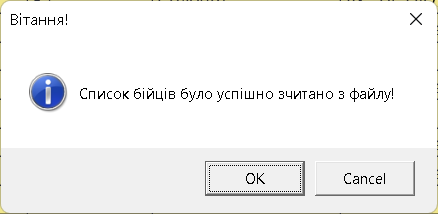 Вітання!
Список бійців було успішно зчитано з файлу!
OK
Cancel